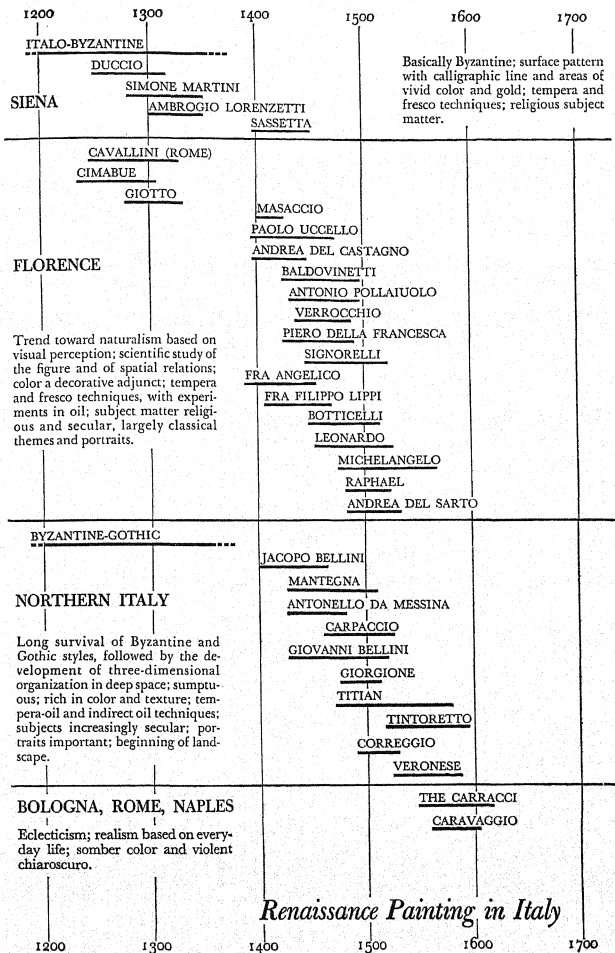 1200 1300 1400 1500 1600 1700
ITALO-BYZANTINE
DUCCIO
SIMONE MARTINI
SIENA
AMBROGIO LORENZETTI
SASSETTA
Basically Byzantine; surface pattern
with calligraphic line and areas of
vivid color and gold; tempera and
fresco techniques; religious subject
matter.
CAVALLINI (ROME)
CIMABUE
GIOTTO
MASACCIO
PAOLO UCCELLO
ANDREA DEL CASTAGNO
FLORENCE
BALDOVINETTI
ANTONIO POLLAIUOLO
VERROCCHIO
PIERO DELLA FRANCESCA
SIGNORELLI
FRA ANGELICO
FRA FILIPPO LIPPI
BOTTICELLI
LEONARDO
MICHELANGELO
RAPHAEL
ANDREA DEL SARTO
Trend toward naturalism based on
visual perception; scientific study of
the figure and of spatial relations;
color a decorative adjunct; tempera
and fresco techniques, with experi-
ments in oil; subject matter religi-
ous and secular, largely classical
themes and portraits.
BYZANTINE-GOTHIC
JACOPO BELLINI
MANTEGNA
NORTHERN ITALY
ANTONELLO DA MESSINA
CARPACCIO
GIOVANNI BELLINI
GIORGIONE
TITIAN
TINTORETTO
CORREGGIO
VERONESE
Long survival of Byzantine and
Gothic styles, followed by the de-
velopment of three-dimensional
organization in deep space; sumptu-
ous; rich in color and texture; tem-
pera-oil and indirect oil techniques;
subjects increasingly secular; por-
traits important; beginning of land-
scape.
BOLOGNA, ROME, NAPLES
THE CARRACCI
CARAVAGGIO
Eclecticism; realism based on every-
day life; somber color and violent
chiaroscuro.
Renaissance Painting in Italy
1200 1300 1400 1500 1600 1700